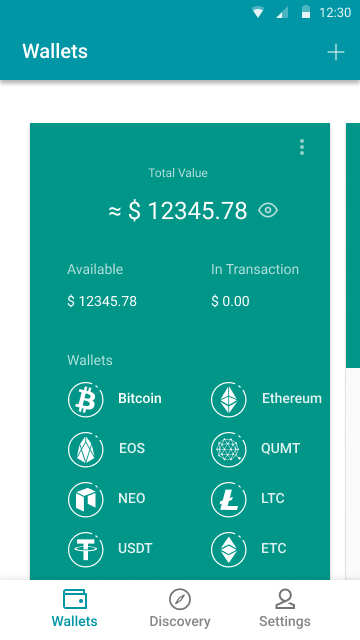 12:30
Wallets
Total Value
≈ $ 12345.78
Available In Transaction
$ 12345.78 $ 0.00
Wallets
Bitcoin Ethereum
EOS QUMT
NEO LTC
USDT ETC
Wallets Discovery Settings